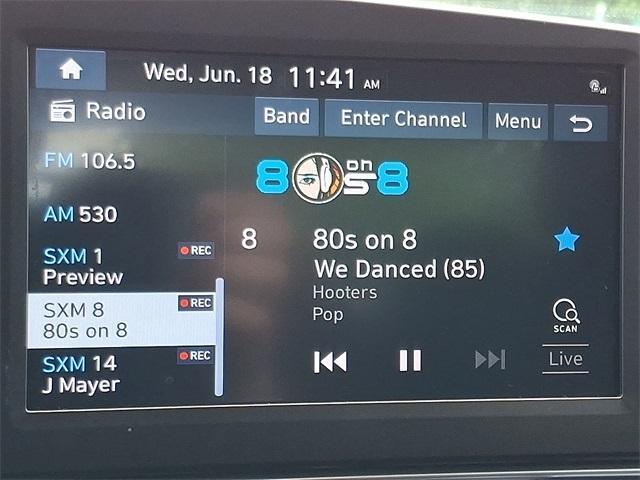 Wed, Jun. 18 11:41 AM
Radio
Band
Enter Channel
Menu
FM 106.5
AM 530
SXM 1 REC
Preview
SXM 8 REC
80s on 8
SXM 14 REC
J Mayer
80s on 8
8
80s on 8
We Danced (85)
Hooters
Pop
SCAN
Live